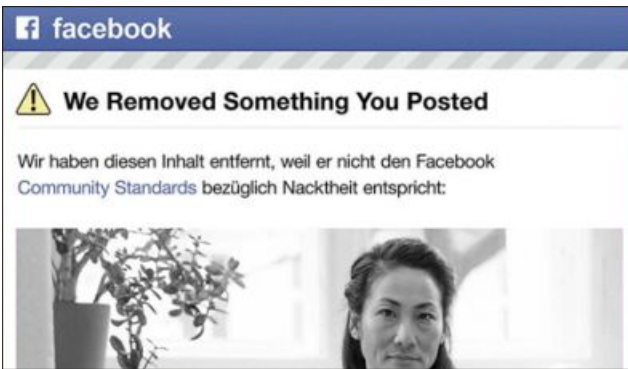 facebook
We Removed Something You Posted
Wir haben diesen Inhalt entfernt, weil er nicht den Facebook
Community Standards bezüglich Nacktheit entspricht: